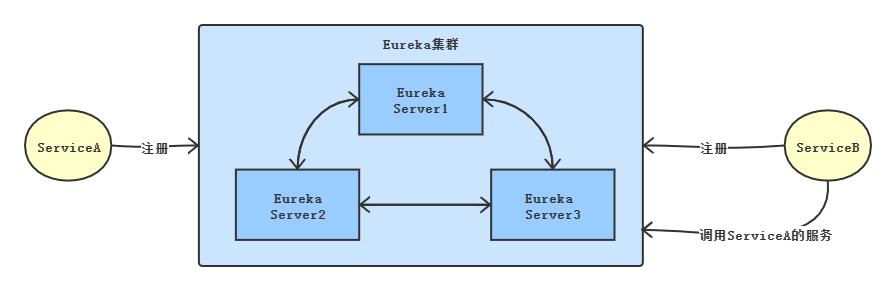 Eureka集群
Eureka
Server1
ServiceA
注册
注册
ServiceB
Eureka
Server2
Eureka
Server3
调用ServiceA的服务